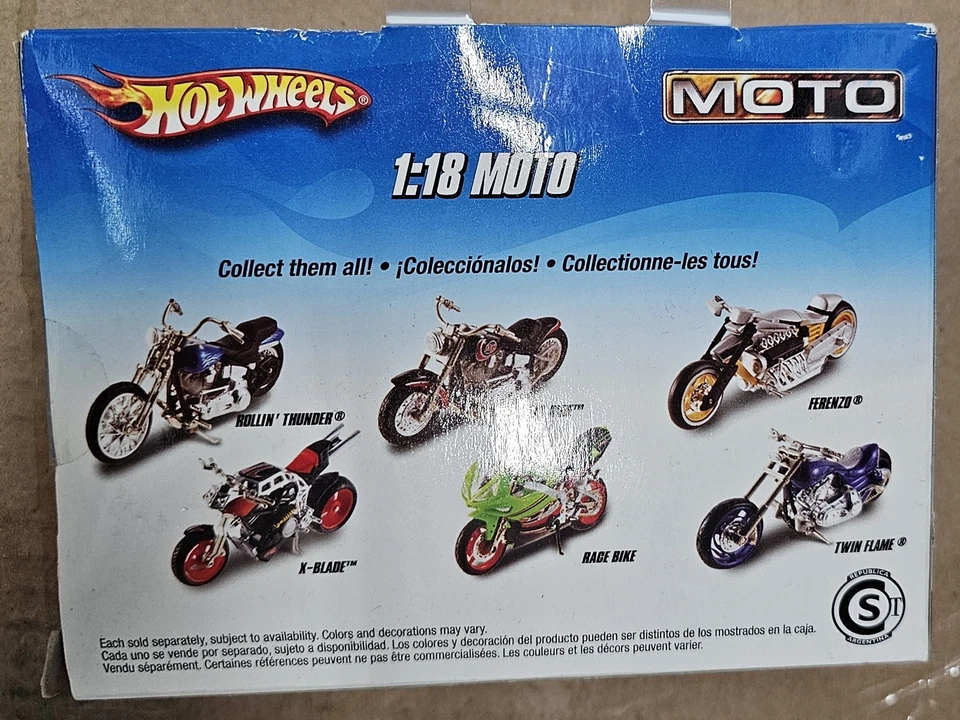 HOT WHEELS®
MOTO
1:18 MOTO
Collect them all! • ¡Colecciónalos! • Collectionne-les tous!
ROLLIN' THUNDER®
FERENZO®
X-BLADE™
RACE BIKE
TWIN FLAME®
REPUBLICA
S
ARGENTINA
Each sold separately, subject to availability. Colors and decorations may vary.
Cada uno se vende por separado, sujeto a disponibilidad. Los colores y decoración del producto pueden ser distintos de los mostrados en la caja.
Vendu séparément. Certaines références peuvent ne pas être commercialisées. Les couleurs et les décors peuvent varier.